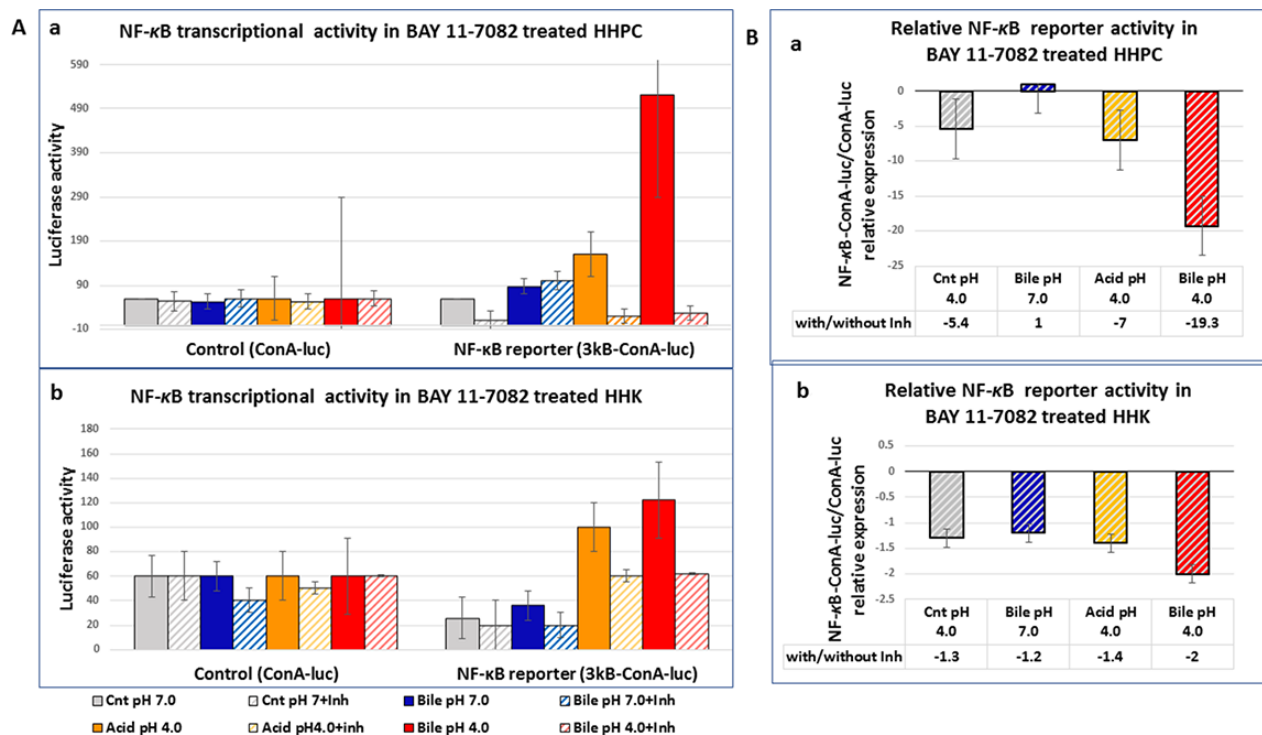 A
a
NF-κB transcriptional activity in BAY 11-7082 treated HHPC
Luciferase activity
590
490
390
290
190
90
-10
Control (ConA-luc)
NF-κB reporter (3kB-ConA-luc)
b
NF-κB transcriptional activity in BAY 11-7082 treated HHK
Luciferase activity
180
160
140
120
100
80
60
40
20
0
Control (ConA-luc)
NF-κB reporter (3kB-ConA-luc)
Cnt pH 7.0
Cnt pH 7+Inh
Bile pH 7.0
Bile pH 7.0+Inh
Acid pH 4.0
Acid pH4.0+inh
Bile pH 4.0
Bile pH 4.0+Inh
B
a
Relative NF-κB reporter activity in
BAY 11-7082 treated HHPC
NF-κB-ConA-luc/ConA-luc
relative expression
0
-5
-10
-15
-20
-25
Cnt pH Bile pH Acid pH Bile pH
4.0 7.0 4.0 4.0
with/without Inh -5.4 1 -7 -19.3
b
Relative NF-κB reporter activity in
BAY 11-7082 treated HHK
NF-κB-ConA-luc/ConA-luc
relative expression
0.5
0
-0.5
-1
-1.5
-2
-2.5
Cnt pH Bile pH Acid pH Bile pH
4.0 7.0 4.0 4.0
with/without Inh -1.3 -1.2 -1.4 -2